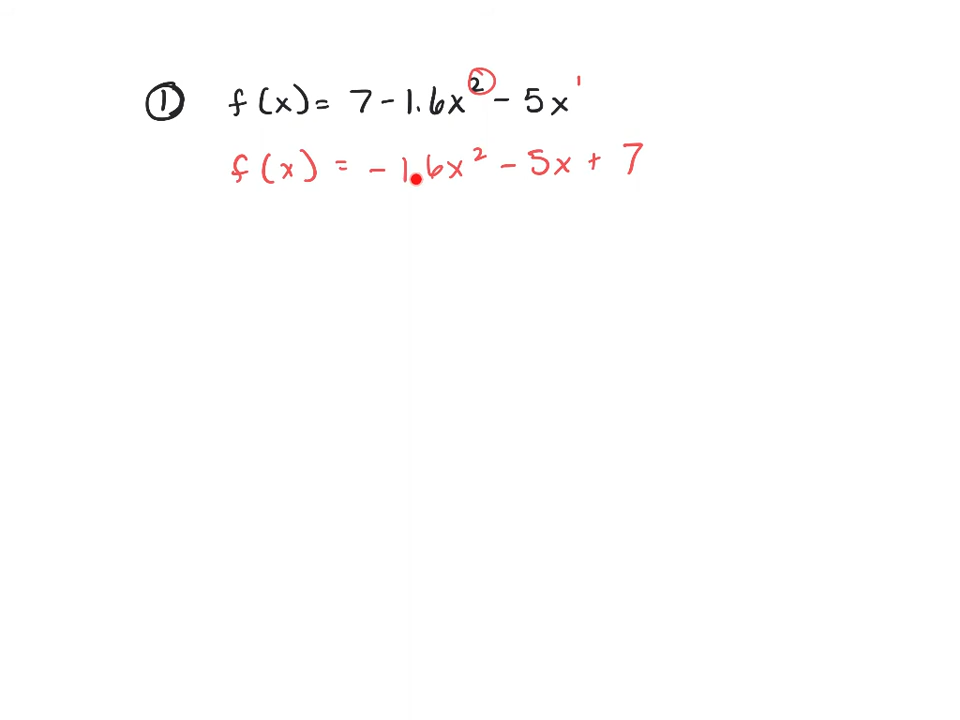 ① f(x) = 7 - 1.6x² - 5x¹
f(x) = - 1.6x² - 5x + 7